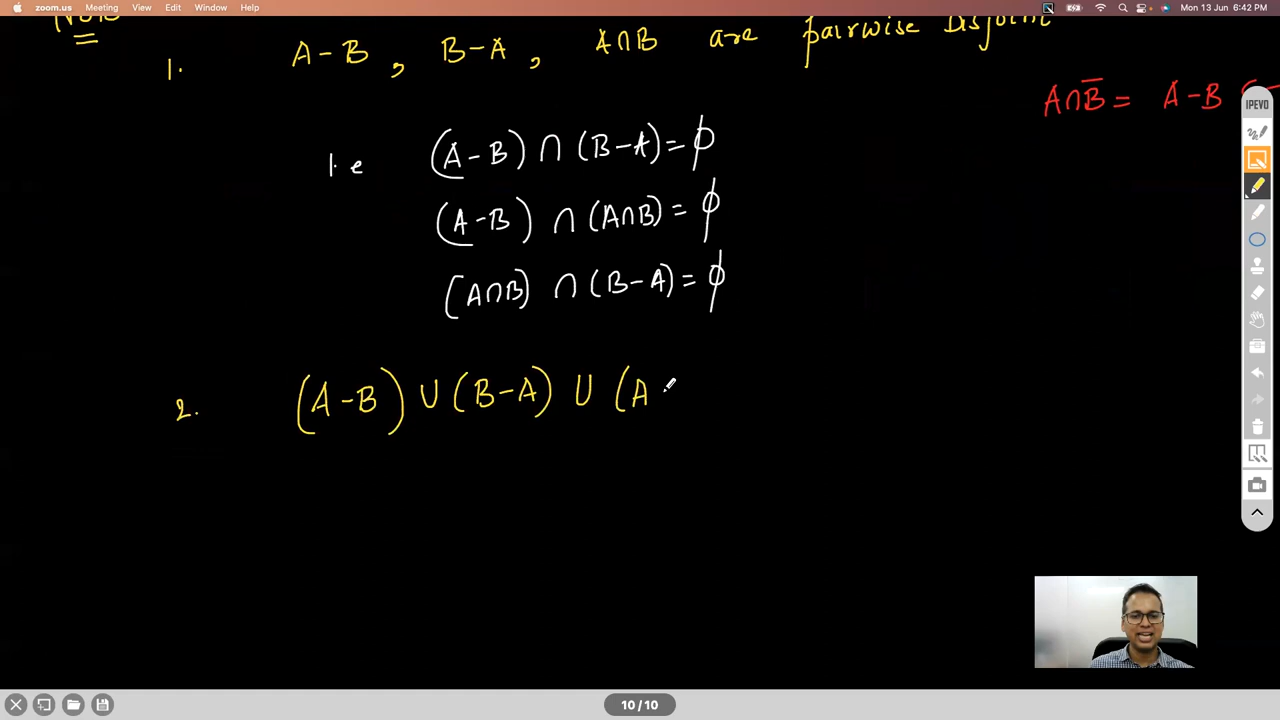 zoom.us Meeting View Edit Window Help Mon 13 Jun 6:42 PM
Note
1. A-B, B-A, A∩B are pairwise Disjoint
A∩B̅ = A-B
IPEVO
i.e (A-B) ∩ (B-A) = ϕ
(A-B) ∩ (A∩B) = ϕ
(A∩B) ∩ (B-A) = ϕ
2. (A-B) ∪ (B-A) ∪ (A
10/10